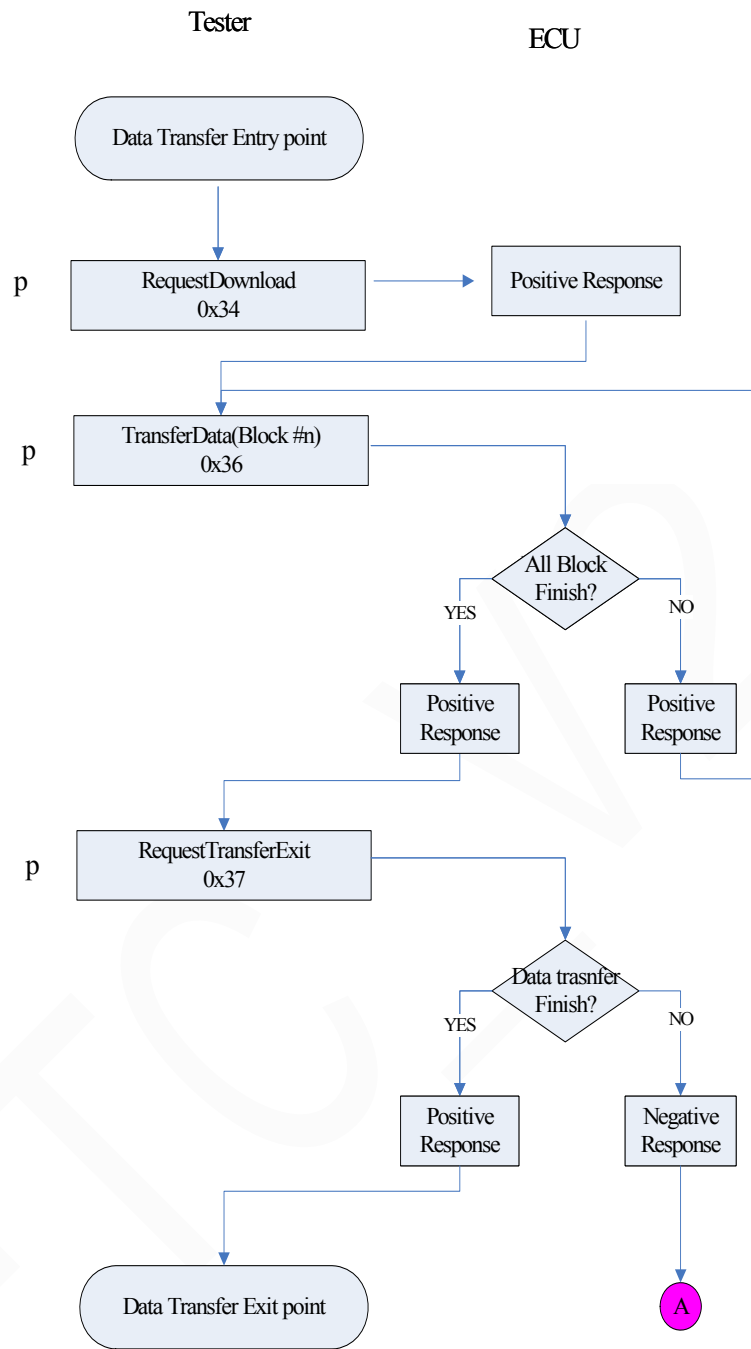 Tester
ECU
Data Transfer Entry point
p
RequestDownload
0x34
Positive Response
p
TransferData(Block #n)
0x36
All Block
Finish?
YES
NO
Positive
Response
Positive
Response
p
RequestTransferExit
0x37
Data trasnfer
Finish?
YES
NO
Positive
Response
Negative
Response
Data Transfer Exit point
A